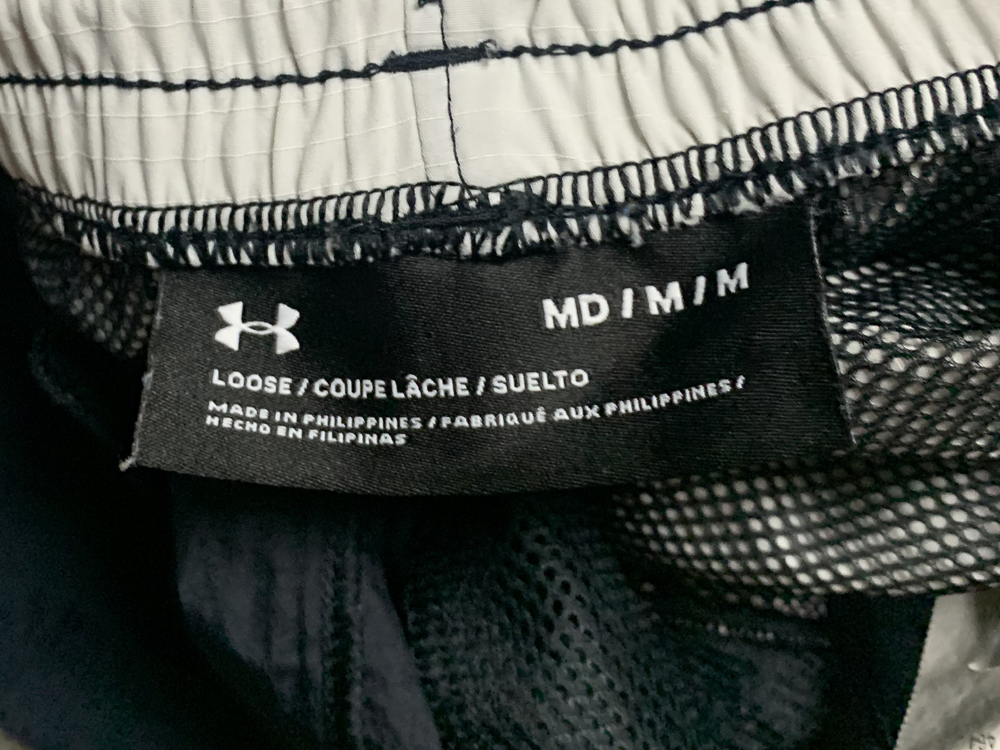 MD / M / M
LOOSE / COUPE LÂCHE / SUELTO
MADE IN PHILIPPINES / FABRIQUÉ AUX PHILIPPINES /
HECHO EN FILIPINAS